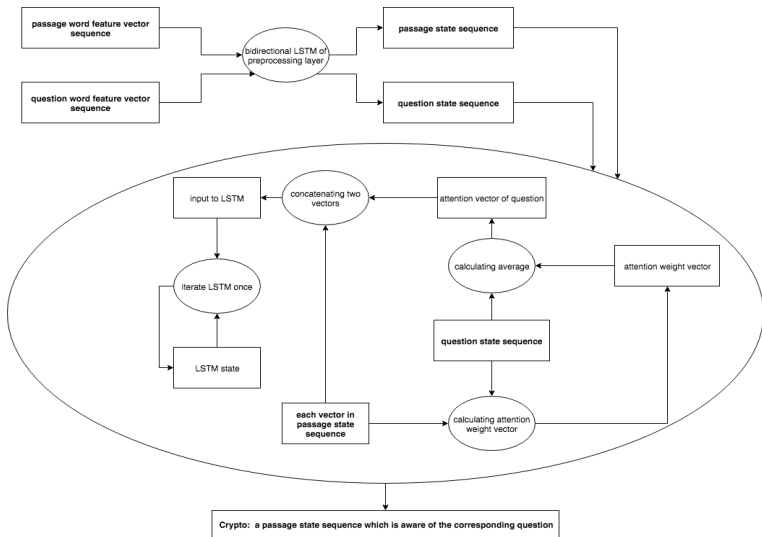 passage word feature vector
sequence
bidirectional LSTM of
preprocessing layer
passage state sequence
question word feature vector
sequence
question state sequence
input to LSTM
concatenating two
vectors
attention vector of question
iterate LSTM once
calculating average
attention weight vector
LSTM state
question state sequence
each vector in
passage state
sequence
calculating attention
weight vector
Crypto: a passage state sequence which is aware of the corresponding question